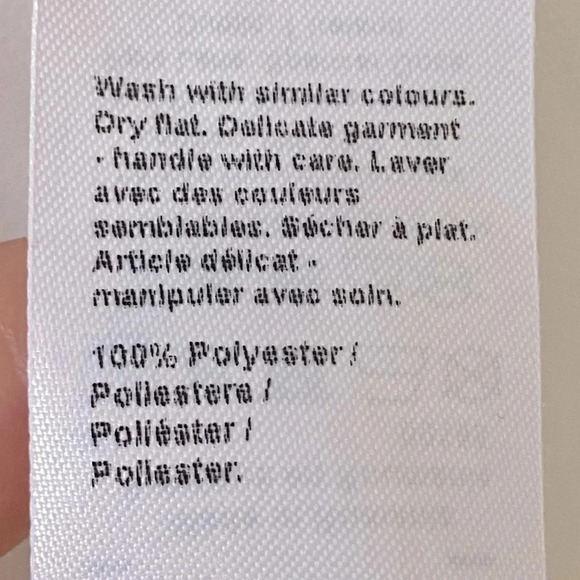 Wash with similar colours.
Dry flat. Delicate garment
- handle with care. Laver
avec des couleurs
semblables. Sécher à plat.
Article délicat -
manipuler avec soin.
100% Polyester /
Poliestere /
Poliéster /
Poliester.